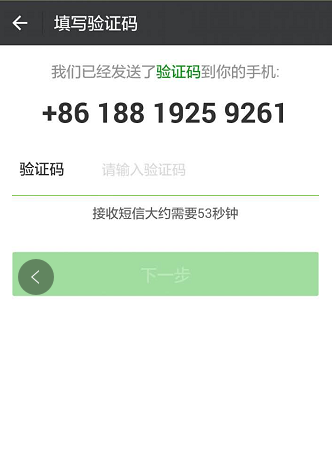 填写验证码
我们已经发送了验证码到你的手机:
+86 188 1925 9261
验证码 请输入验证码
接收短信大约需要53秒钟
下一步